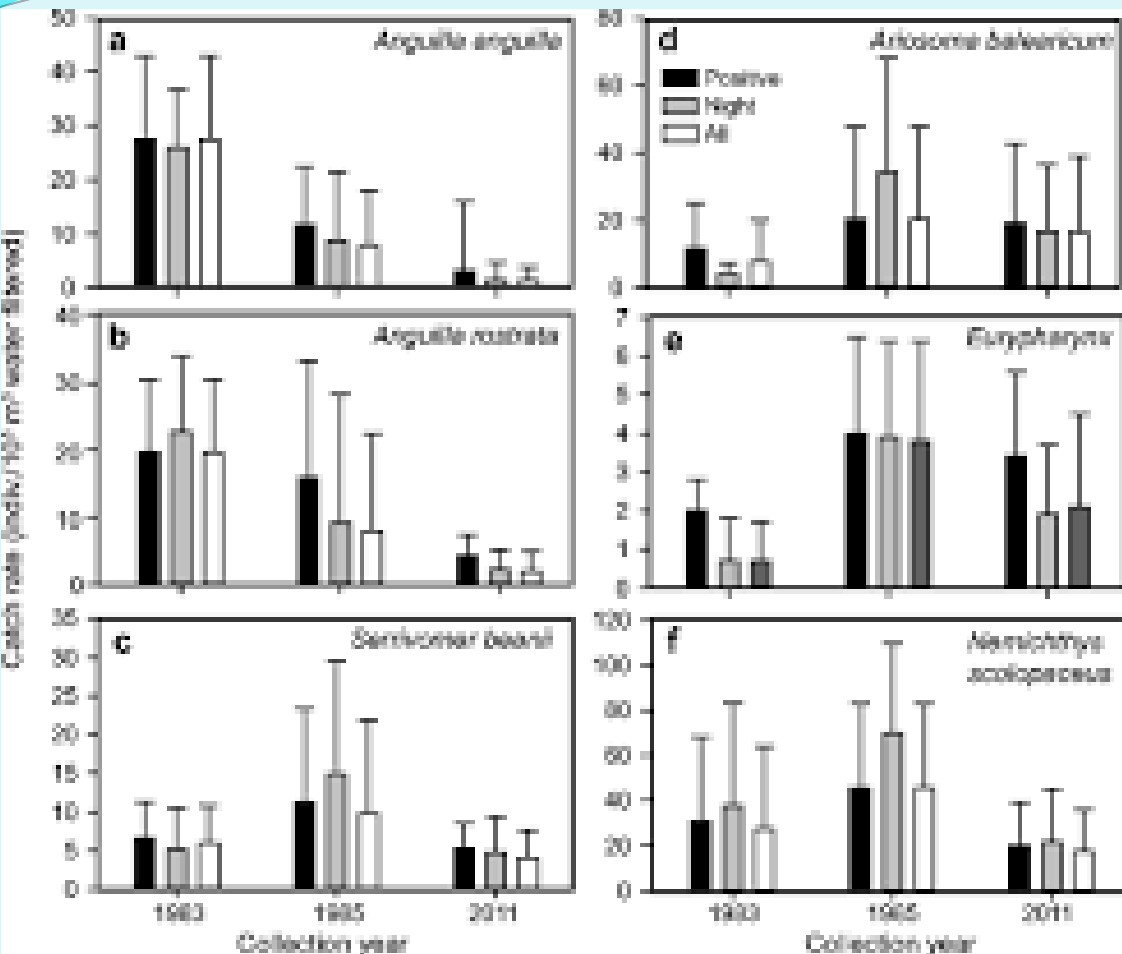 a
Anguilla anguilla
50
40
30
20
10
0
b
Anguilla rostrata
40
30
20
10
0
c
Serrivomer beanii
35
30
25
20
15
10
5
0
1983
1985
2011
Collection year
Catch rate (indiv./10⁵ m³ water filtered)
d
Ariosoma balearicum
Positive
Night
All
80
60
40
20
0
e
Eurypharynx
7
6
5
4
3
2
1
0
f
Nemichthys
scolopaceus
120
100
80
60
40
20
0
1983
1985
2011
Collection year